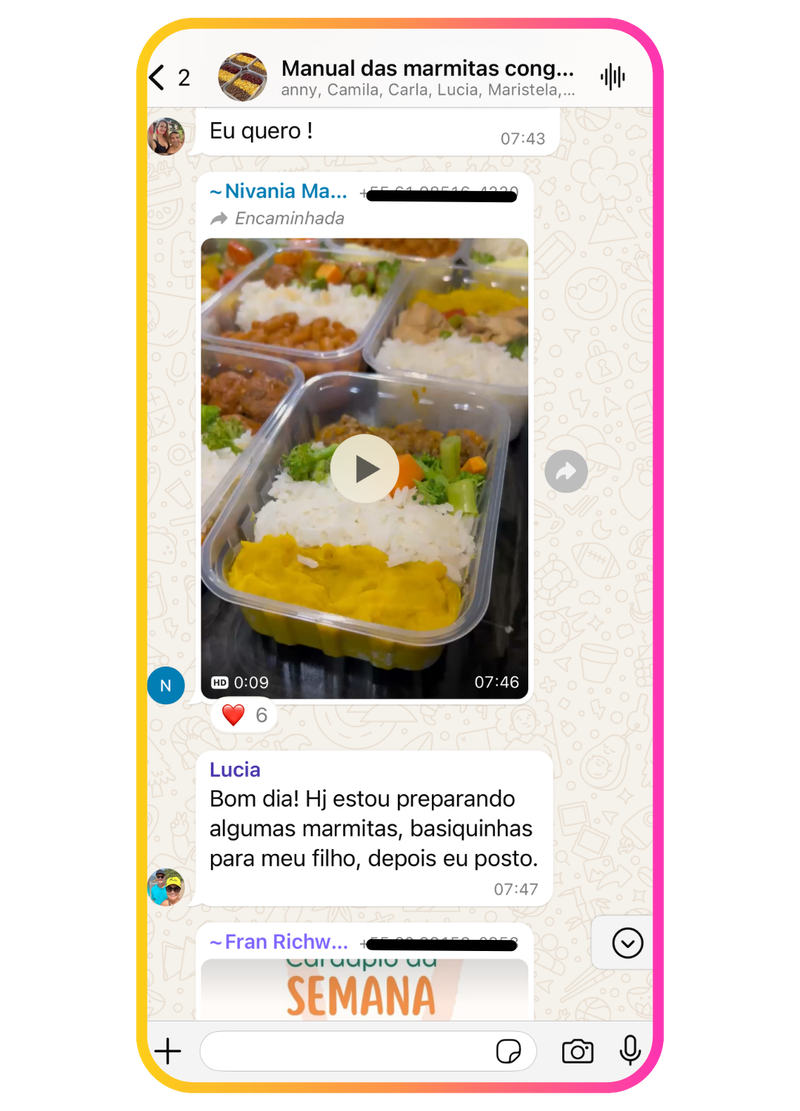 2
Manual das marmitas cong...
anny, Camila, Carla, Lucia, Maristela,...
Eu quero !
07:43
~Nivania Ma...
Encaminhada
HD 0:09
07:46
N
❤️ 6
Lucia
Bom dia! Hj estou preparando
algumas marmitas, basiquinhas
para meu filho, depois eu posto.
07:47
~Fran Richw...
Cardápio da
SEMANA